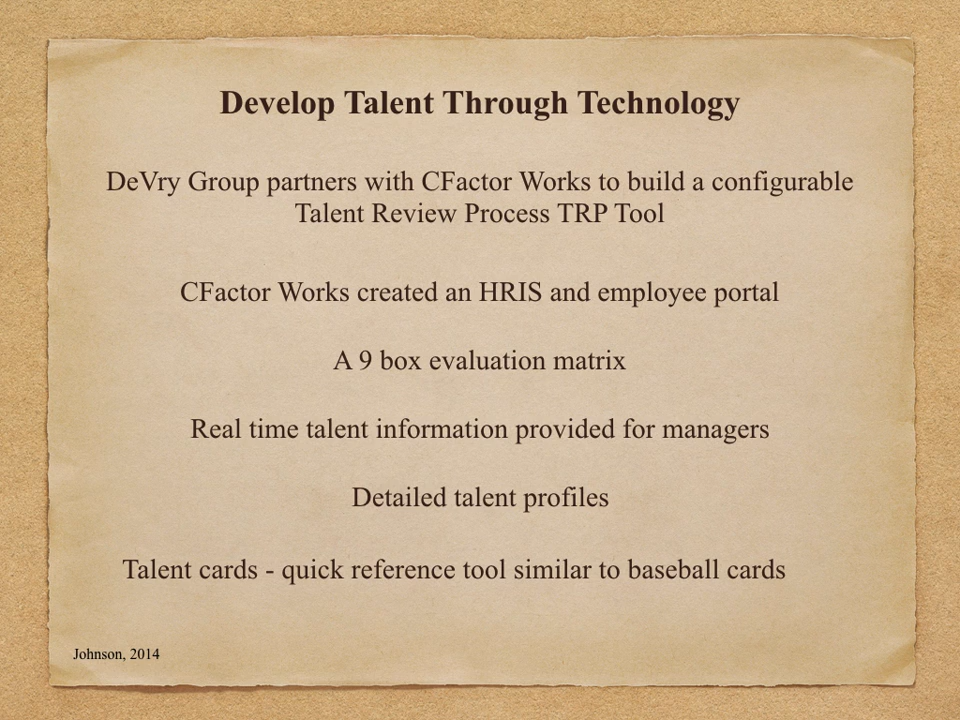 Develop Talent Through Technology
DeVry Group partners with CFactor Works to build a configurable
Talent Review Process TRP Tool
CFactor Works created an HRIS and employee portal
A 9 box evaluation matrix
Real time talent information provided for managers
Detailed talent profiles
Talent cards - quick reference tool similar to baseball cards
Johnson, 2014